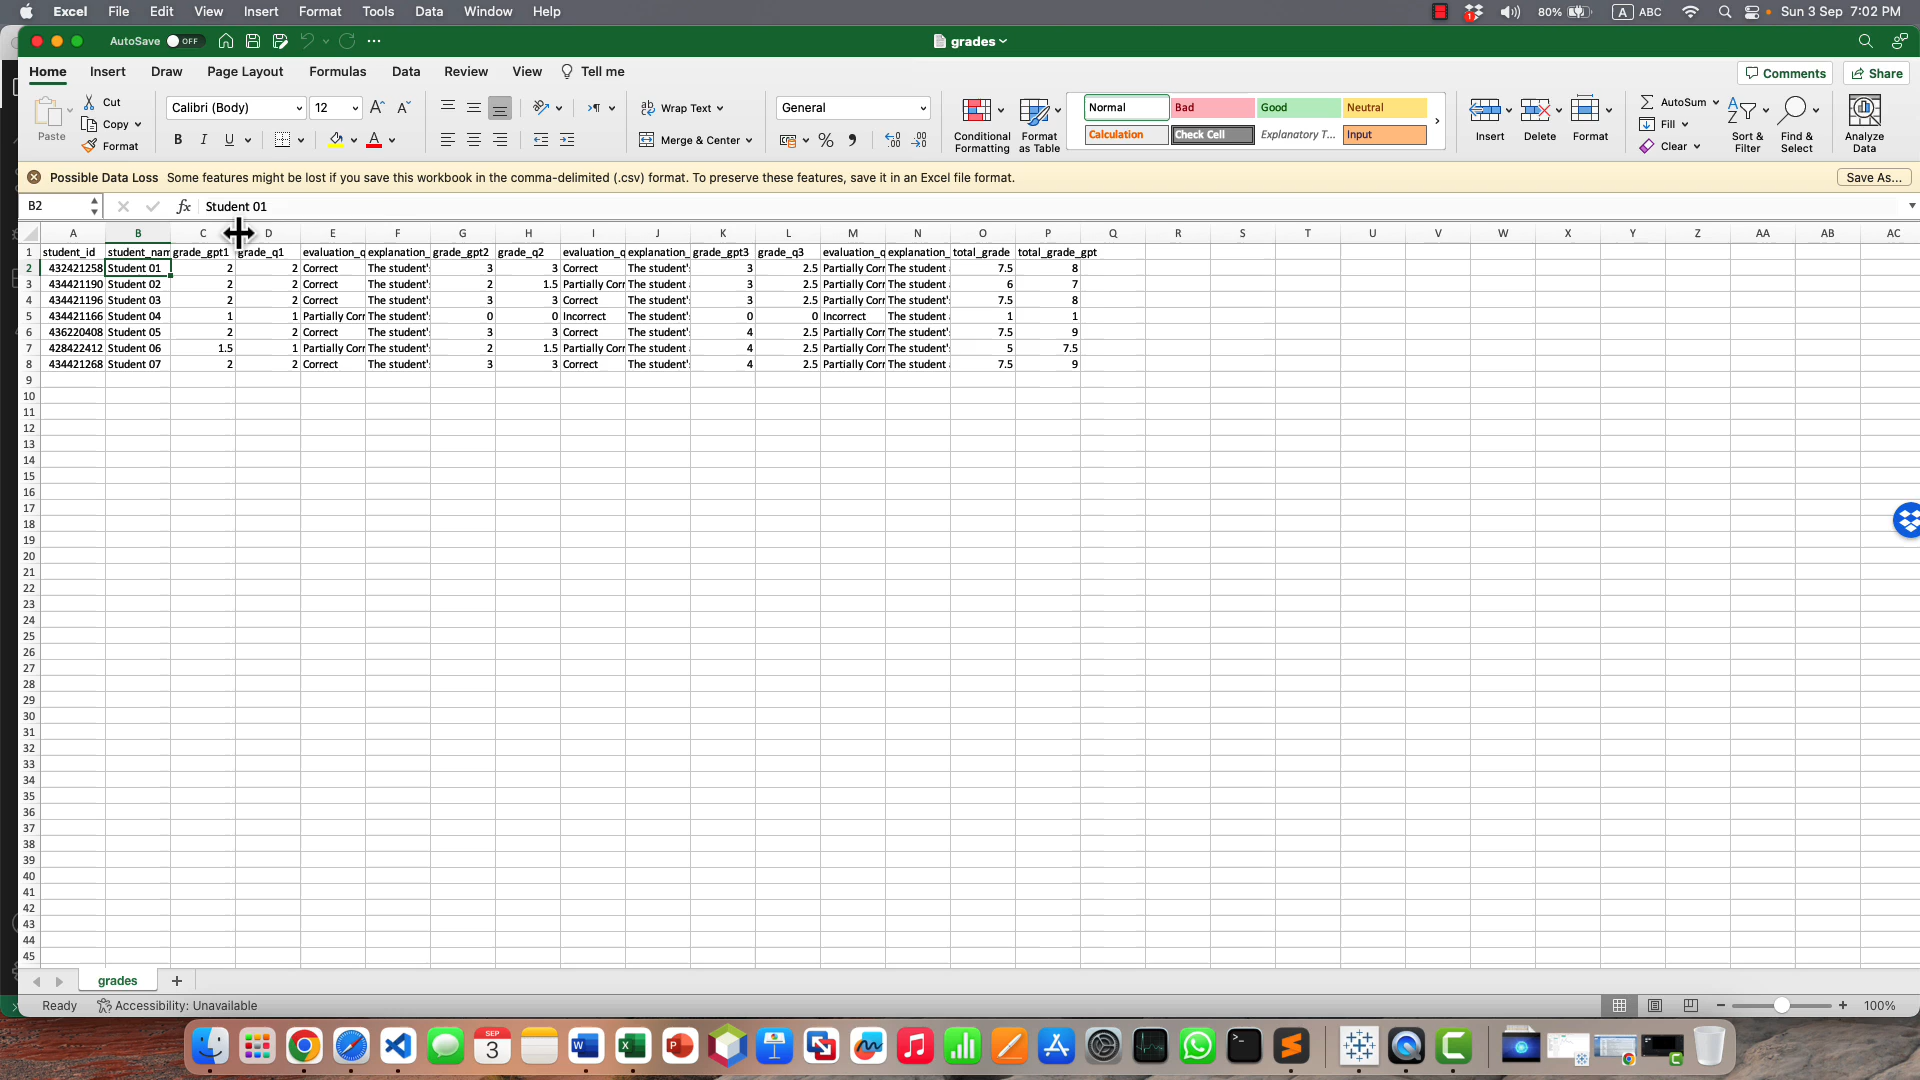 Excel File Edit View Insert Format Tools Data Window Help 80% A ABC Sun 3 Sep 7:02 PM
AutoSave OFF grades
Home Insert Draw Page Layout Formulas Data Review View Tell me Comments Share
Paste Cut Copy Format
Calibri (Body) 12 A A
B I U A
ab Wrap Text
Merge & Center
General
% 9
Conditional Formatting
Format as Table
Normal Bad Good Neutral
Calculation Check Cell Explanatory T... Input
Insert Delete Format
AutoSum
Fill
Clear
Sort & Filter
Find & Select
Analyze Data
Possible Data Loss Some features might be lost if you save this workbook in the comma-delimited (.csv) format. To preserve these features, save it in an Excel file format. Save As...
B2 fx Student 01
A B C D E F G H I J K L M N O P Q R S T U V W X Y Z AA AB AC
1 student_id student_nam grade_gpt1 grade_q1 evaluation_q explanation_ grade_gpt2 grade_q2 evaluation_q explanation_ grade_gpt3 grade_q3 evaluation_q explanation_ total_grade total_grade_gpt
2 432421258 Student 01 2 2 Correct The student's 3 3 Correct The student's 3 2.5 Partially Corr The student 7.5 8
3 434421190 Student 02 2 2 Correct The student's 2 1.5 Partially Corr The student 3 2.5 Partially Corr The student 6 7
4 434421196 Student 03 2 2 Correct The student's 3 3 Correct The student's 3 2.5 Partially Corr The student 7.5 8
5 434421166 Student 04 1 1 Partially Corr The student's 0 0 Incorrect The student's 0 0 Incorrect The student 1 1
6 436220408 Student 05 2 2 Correct The student's 3 3 Correct The student's 4 2.5 Partially Corr The student's 7.5 9
7 428422412 Student 06 1.5 1 Partially Corr The student's 2 1.5 Partially Corr The student 4 2.5 Partially Corr The student's 5 7.5
8 434421268 Student 07 2 2 Correct The student's 3 3 Correct The student's 4 2.5 Partially Corr The student 7.5 9
9
10
11
12
13
14
15
16
17
18
19
20
21
22
23
24
25
26
27
28
29
30
31
32
33
34
35
36
37
38
39
40
41
42
43
44
45
grades +
Ready Accessibility: Unavailable 100%
SEP
3